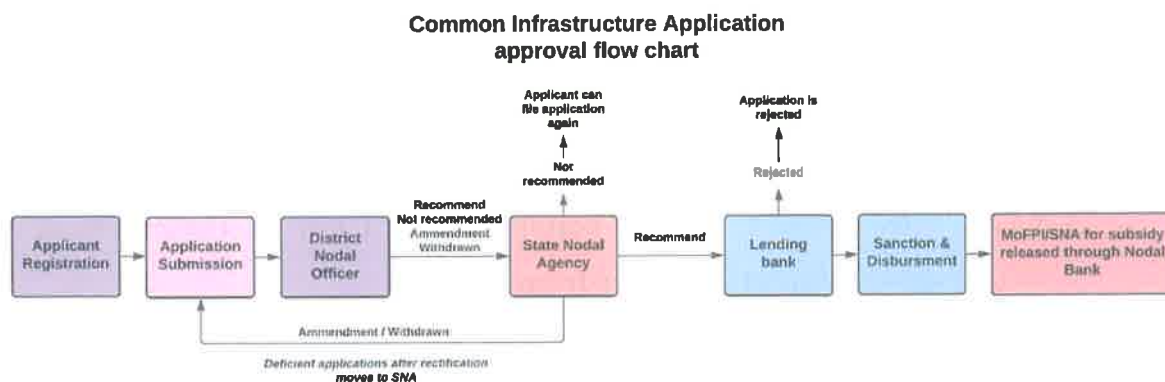 Common Infrastructure Application
approval flow chart
Applicant can
file application
again
Application is
rejected
Not
recommended
Rejected
Recommend
Not recommended
Ammendment
Withdrawn
Applicant
Registration
Application
Submission
District
Nodal
Officer
State Nodal
Agency
Recommend
Lending
bank
Sanction &
Disbursment
MoFPI/SNA for subsidy
released through Nodal
Bank
Ammendment / Withdrawn
Deficient applications after rectification
moves to SNA